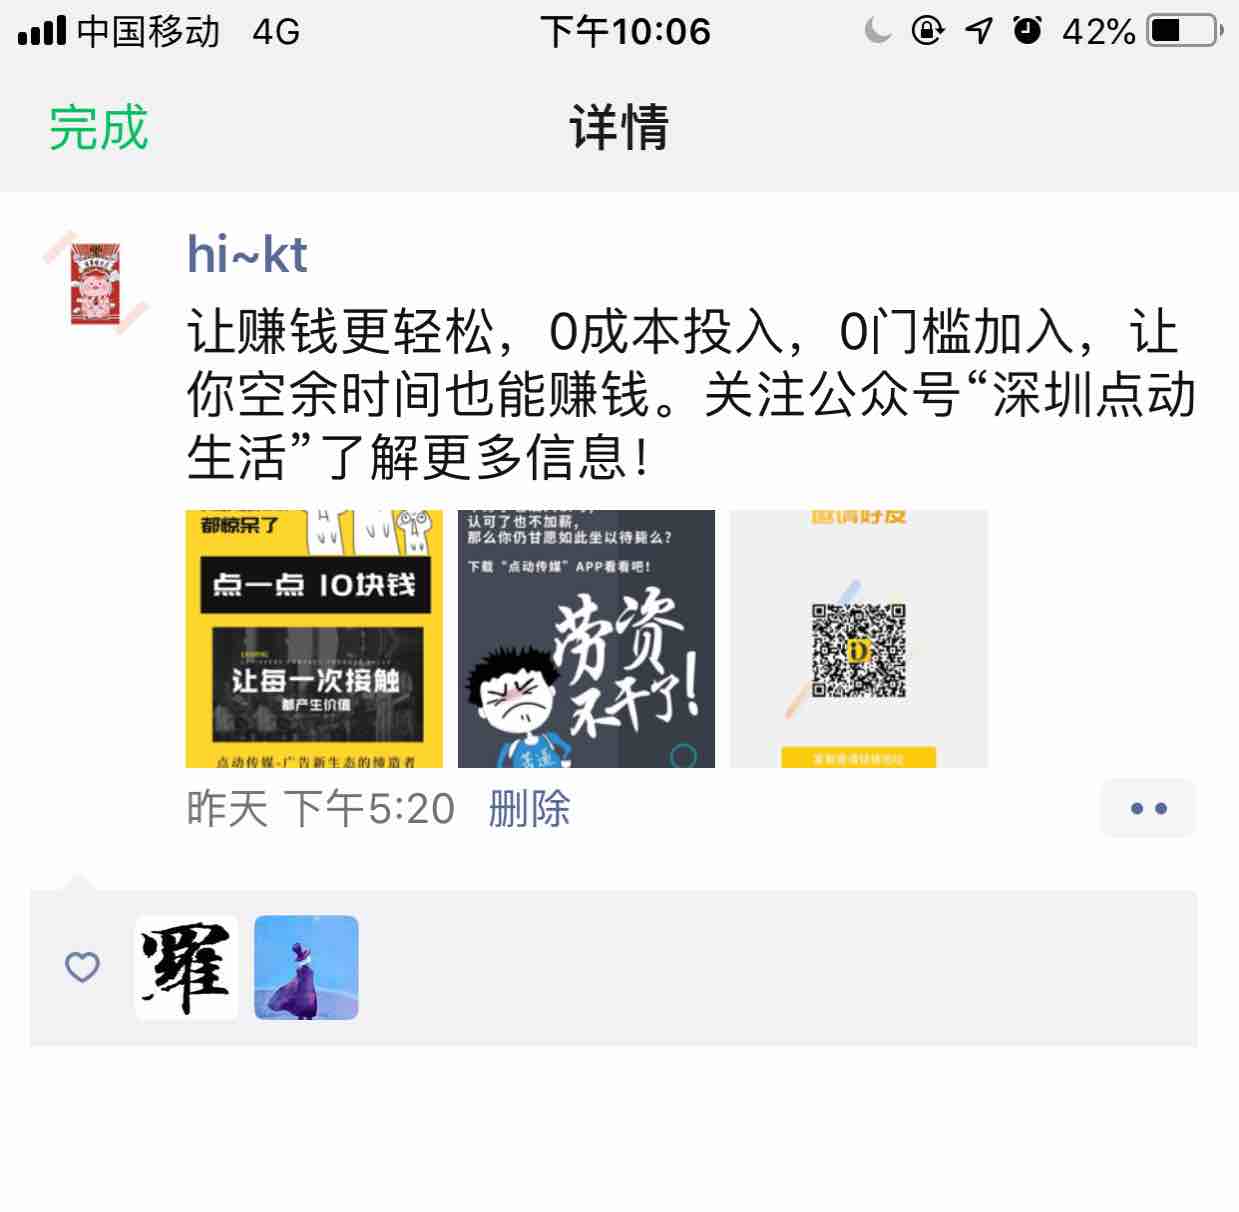 中国移动 4G 下午10:06 42%
完成 详情
hi~kt
让赚钱更轻松，0成本投入，0门槛加入，让
你空余时间也能赚钱。关注公众号“深圳点动
生活”了解更多信息！
都惊呆了
点一点 10块钱
让每一次接触
都产生价值
点动传媒-广告新生态的缔造者
认可了也不加薪，
那么你仍甘愿如此坐以待毙么？
下载“点动传媒”APP看看吧！
劳资
不干了！
邀请好友
D
昨天 下午5:20 删除
羅